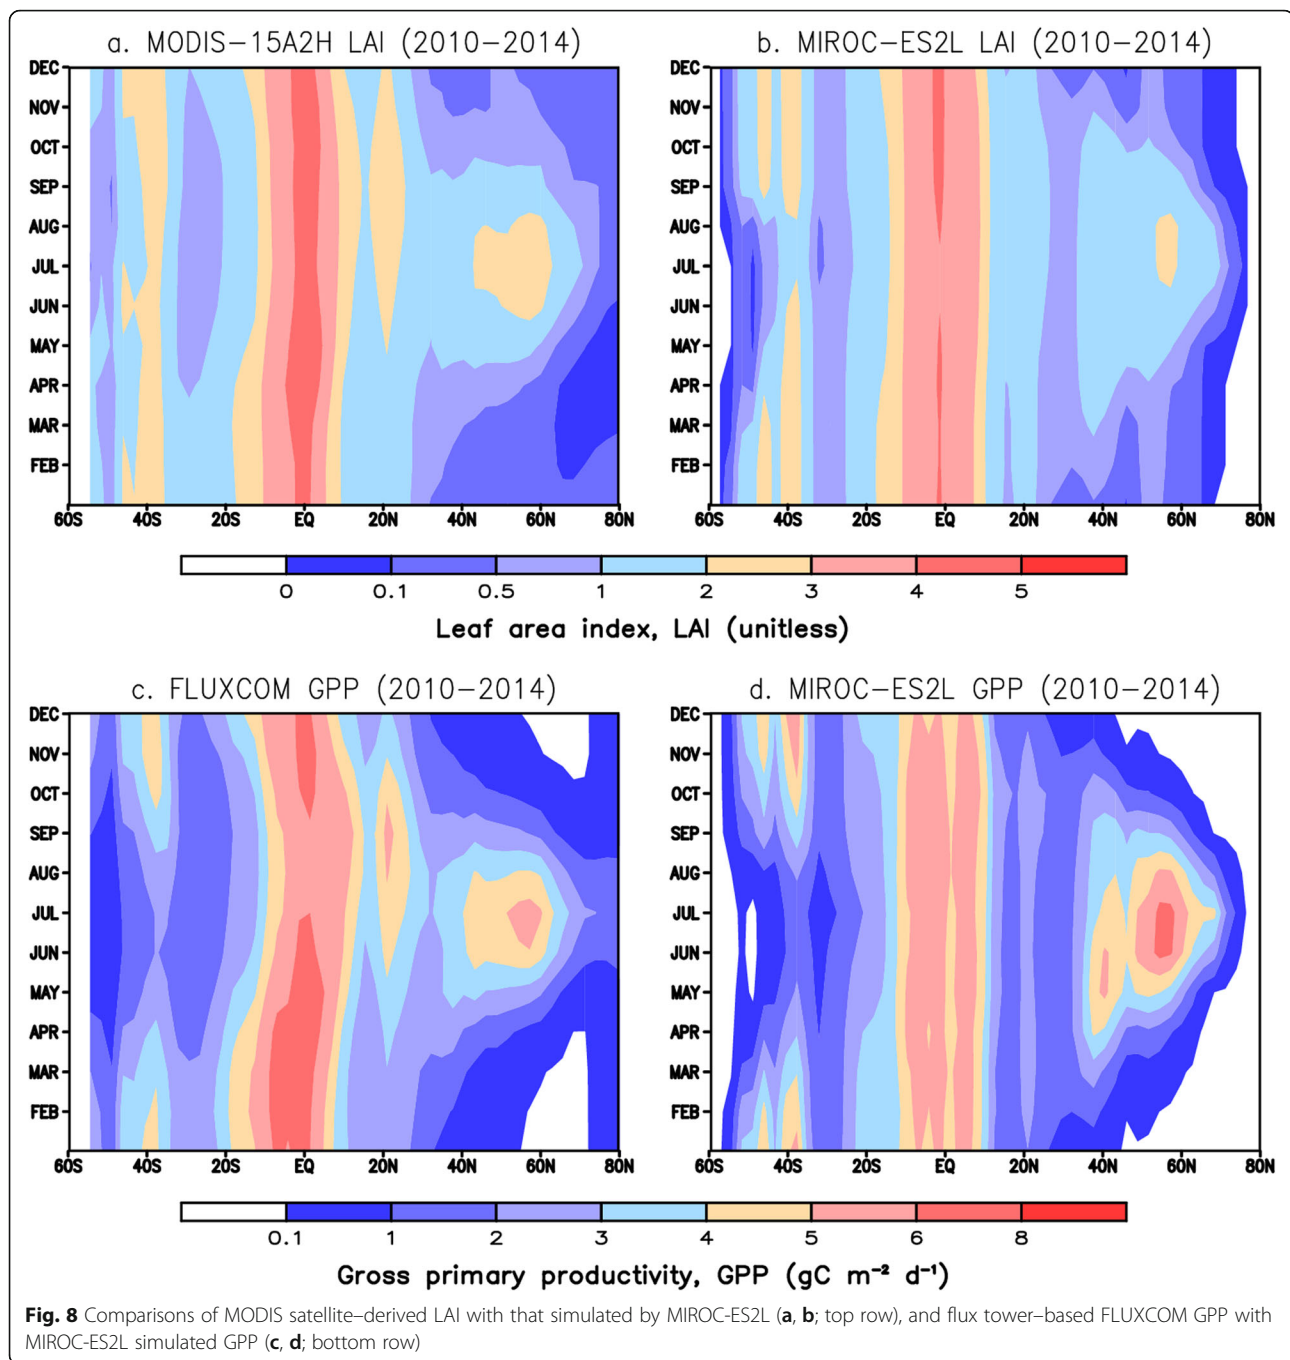 a. MODIS-15A2H LAI (2010-2014)
b. MIROC-ES2L LAI (2010-2014)
DEC
NOV
OCT
SEP
AUG
JUL
JUN
MAY
APR
MAR
FEB
60S 40S 20S EQ 20N 40N 60N 80N
DEC
NOV
OCT
SEP
AUG
JUL
JUN
MAY
APR
MAR
FEB
60S 40S 20S EQ 20N 40N 60N 80N
0 0.1 0.5 1 2 3 4 5
Leaf area index, LAI (unitless)
c. FLUXCOM GPP (2010-2014)
d. MIROC-ES2L GPP (2010-2014)
DEC
NOV
OCT
SEP
AUG
JUL
JUN
MAY
APR
MAR
FEB
60S 40S 20S EQ 20N 40N 60N 80N
DEC
NOV
OCT
SEP
AUG
JUL
JUN
MAY
APR
MAR
FEB
60S 40S 20S EQ 20N 40N 60N 80N
0.1 1 2 3 4 5 6 8
Gross primary productivity, GPP (gC m⁻² d⁻¹)
Fig. 8 Comparisons of MODIS satellite–derived LAI with that simulated by MIROC-ES2L (a, b; top row), and flux tower–based FLUXCOM GPP with
MIROC-ES2L simulated GPP (c, d; bottom row)